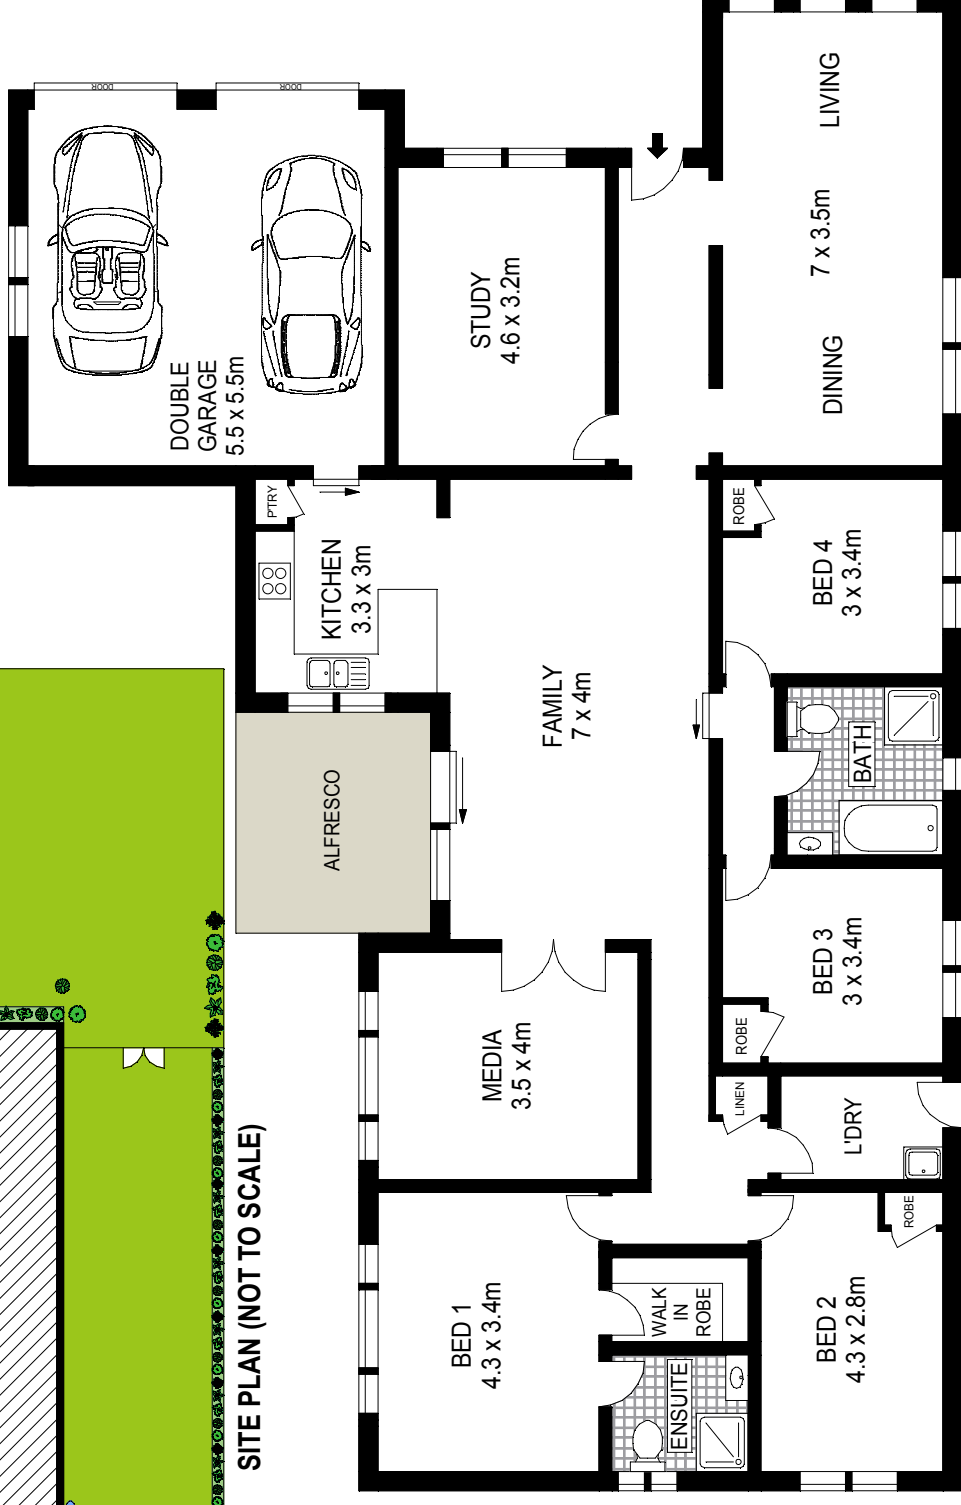 DOOR
DOOR
LIVING
7 x 3.5m
DINING
STUDY
4.6 x 3.2m
DOUBLE
GARAGE
5.5 x 5.5m
PTRY
KITCHEN
3.3 x 3m
ROBE
BED 4
3 x 3.4m
FAMILY
7 x 4m
BATH
ALFRESCO
BED 3
3 x 3.4m
ROBE
MEDIA
3.5 x 4m
LINEN
L'DRY
SITE PLAN (NOT TO SCALE)
ROBE
BED 1
4.3 x 3.4m
WALK
IN
ROBE
BED 2
4.3 x 2.8m
ENSUITE